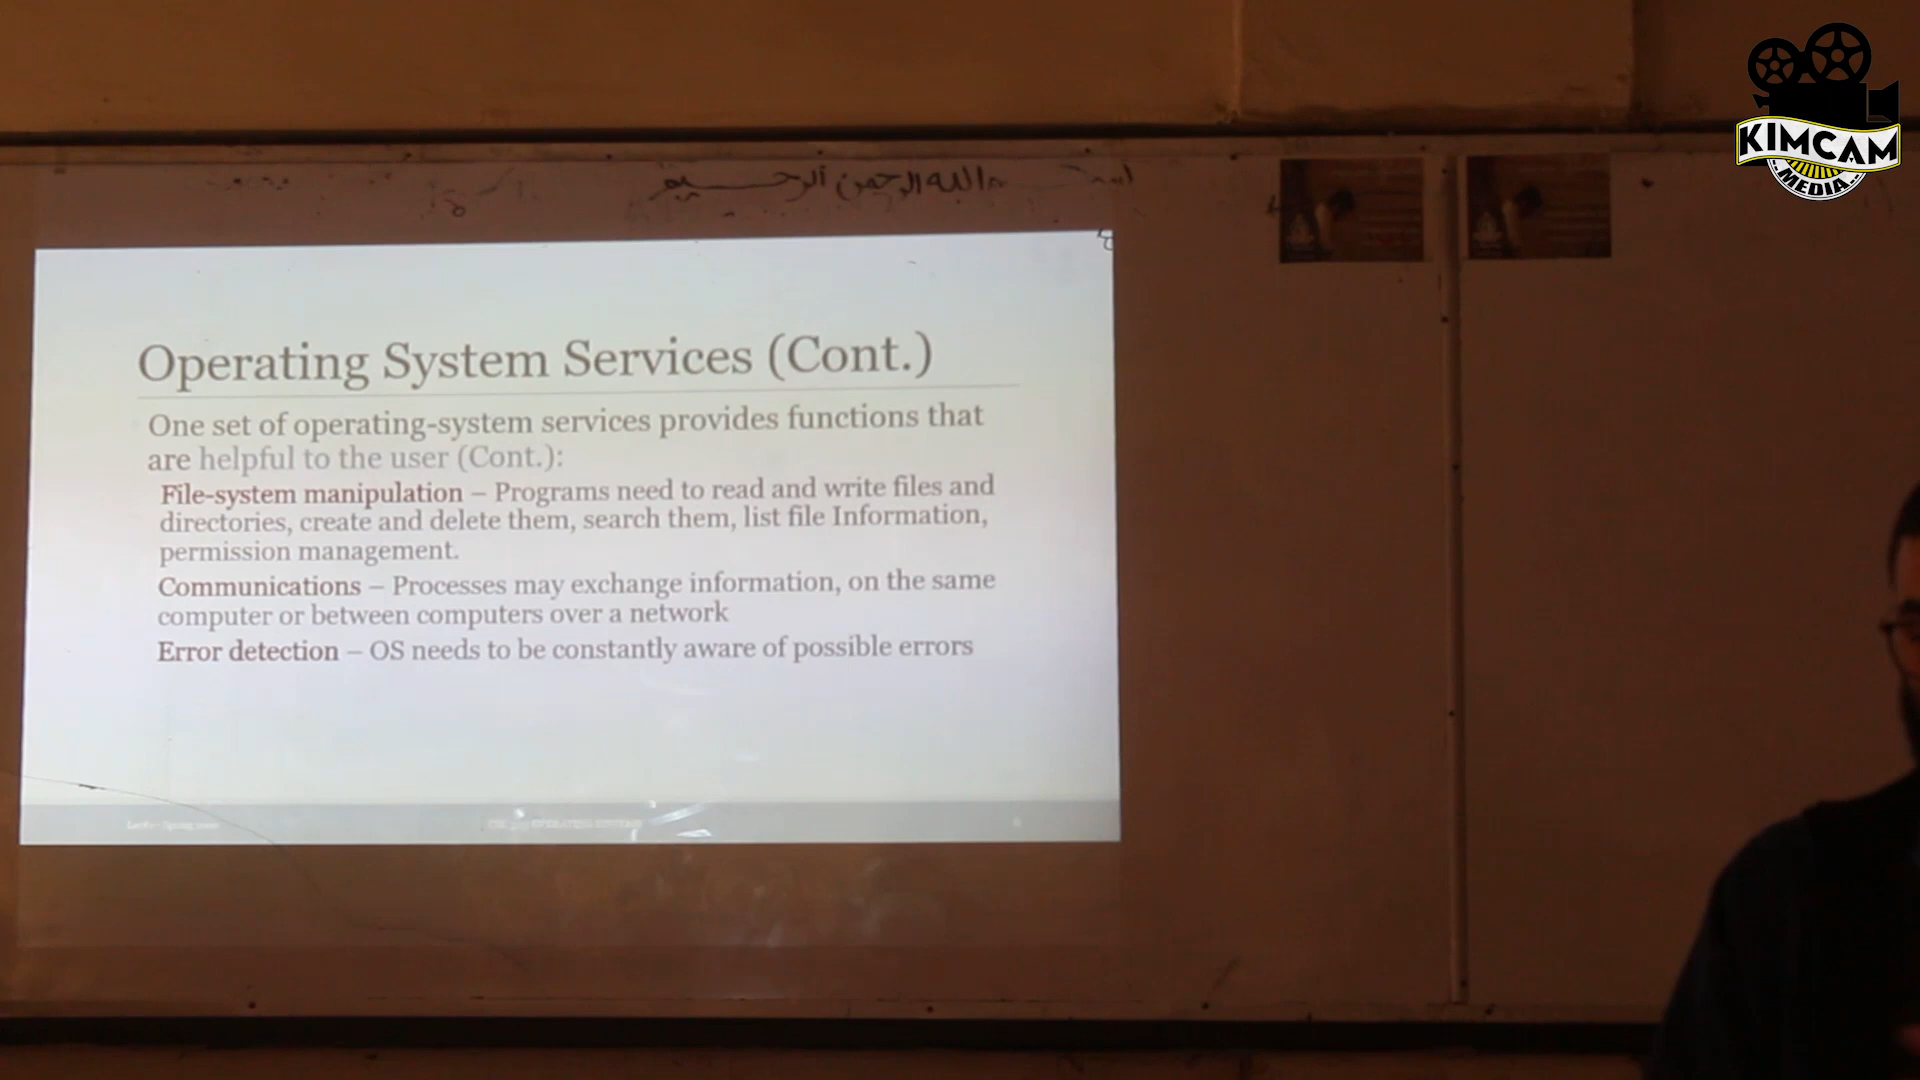 KIMCAM
MEDIA
الله الرحمن الرحيم
Operating System Services (Cont.)
One set of operating-system services provides functions that
are helpful to the user (Cont.):
File-system manipulation – Programs need to read and write files and
directories, create and delete them, search them, list file Information,
permission management.
Communications – Processes may exchange information, on the same
computer or between computers over a network
Error detection – OS needs to be constantly aware of possible errors
OPERATING SYSTEMS